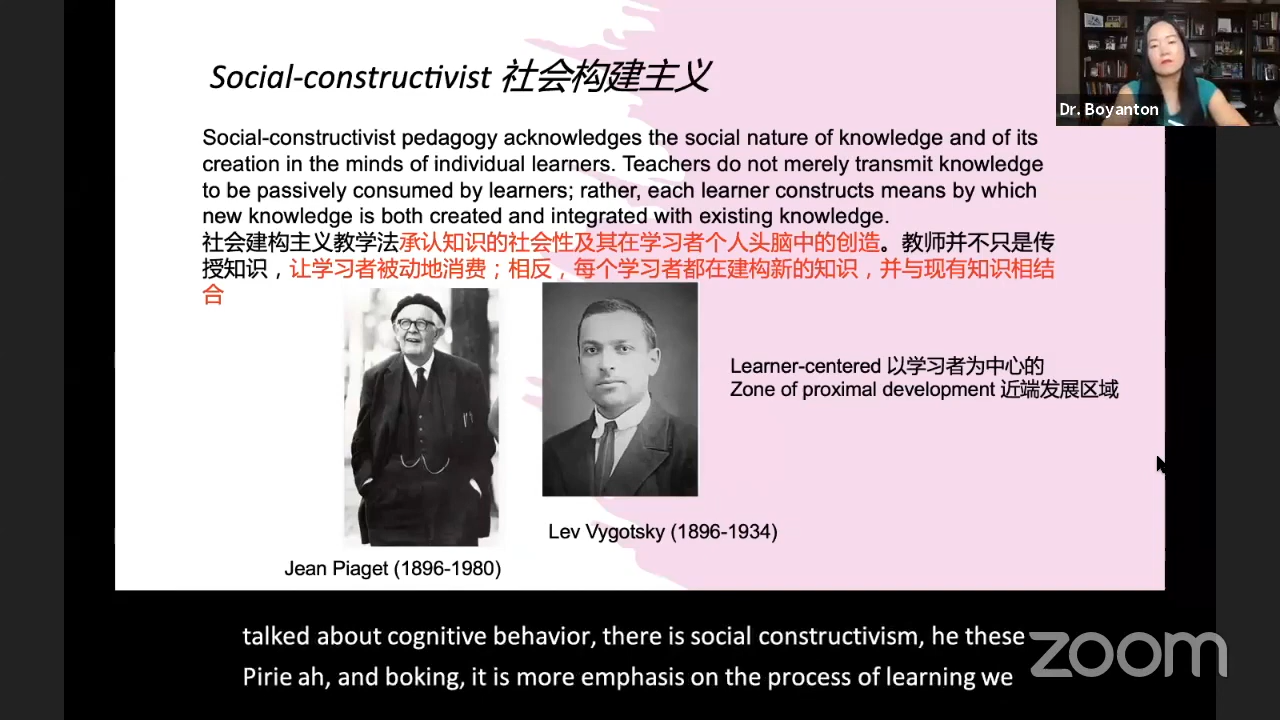 Social-constructivist 社会构建主义
Dr. Boyanton
Social-constructivist pedagogy acknowledges the social nature of knowledge and of its
creation in the minds of individual learners. Teachers do not merely transmit knowledge
to be passively consumed by learners; rather, each learner constructs means by which
new knowledge is both created and integrated with existing knowledge.
社会建构主义教学法承认知识的社会性及其在学习者个人头脑中的创造。教师并不只是传
授知识，让学习者被动地消费；相反，每个学习者都在建构新的知识，并与现有知识相结
合
Learner-centered 以学习者为中心的
Zone of proximal development 近端发展区域
Lev Vygotsky (1896-1934)
Jean Piaget (1896-1980)
talked about cognitive behavior, there is social constructivism, he these
Pirie ah, and boking, it is more emphasis on the process of learning we
zoom